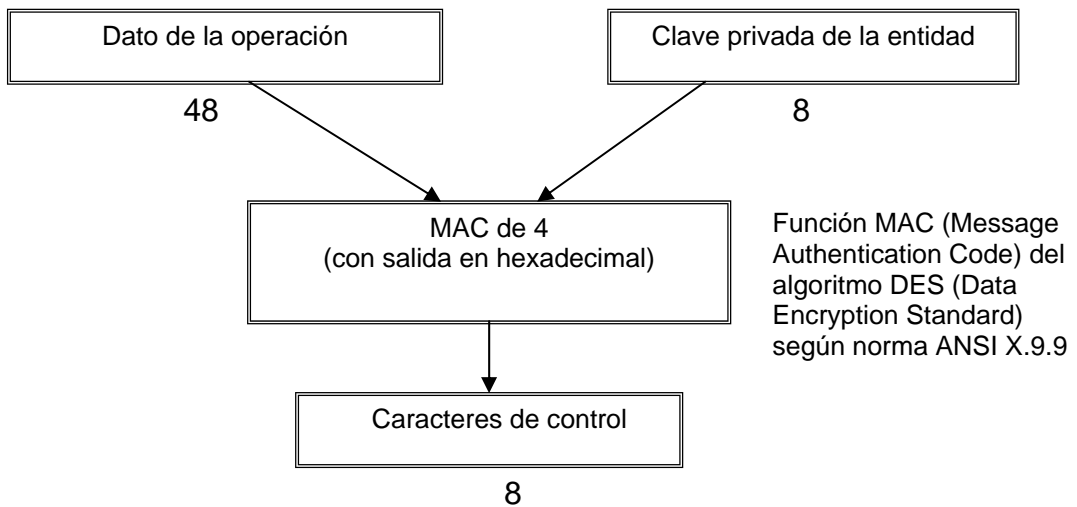 Dato de la operación
Clave privada de la entidad
48
8
MAC de 4
(con salida en hexadecimal)
Función MAC (Message
Authentication Code) del
algoritmo DES (Data
Encryption Standard)
según norma ANSI X.9.9
Caracteres de control
8